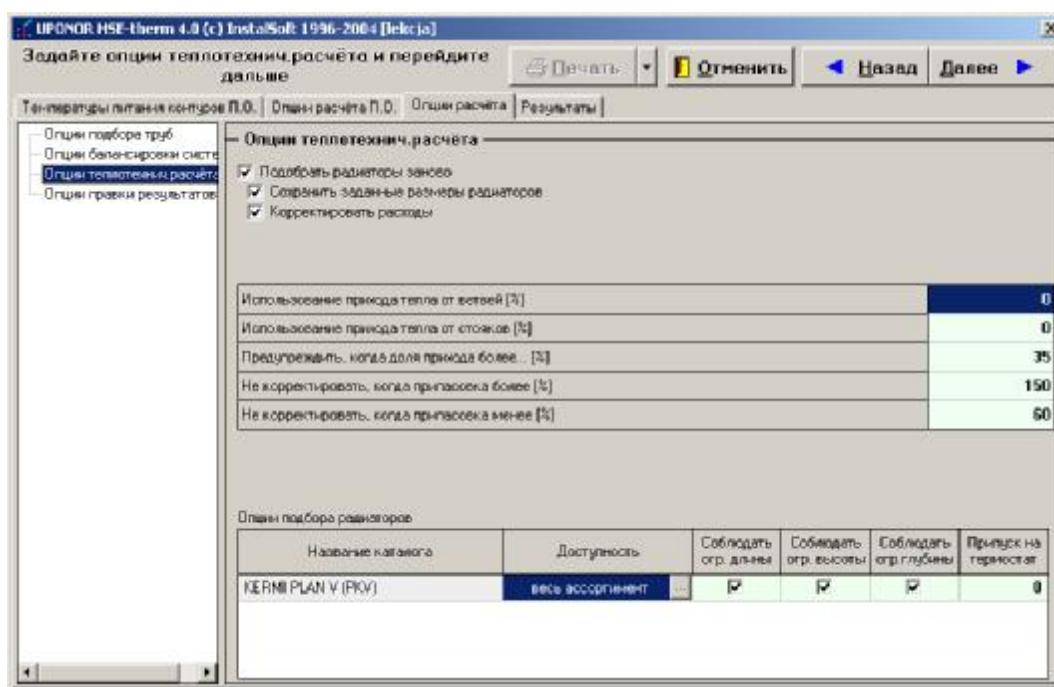 UPONOR HSE-therm 4.0 (c) InstalSoft 1996-2004 [lekcja]
Задайте опции теплотехнич.расчёта и перейдите
дальше
Печать
Отменить
Назад
Далее
Температуры питания контуров П.О.
Опции расчёта П.О.
Опции расчёта
Результаты
Опции подбора труб
Опции балансировки систе
Опции теплотехнич.расчёта
Опции правки результатов
Опции теплотехнич.расчёта
Подобрать радиаторы заново
Сохранить заданные размеры радиаторов
Корректировать расходы
Использование прихода тепла от ветвей [%] 0
Использование прихода тепла от стояков [%] 0
Предупреждить, когда доля прихода более... [%] 35
Не корректировать, когда припасовка более [%] 150
Не корректировать, когда припасовка менее [%] 60
Опции подбора радиаторов
Название каталога
Доступность
Соблюдать
огр. длины
Соблюдать
огр. высоты
Соблюдать
огр.глубины
Припуск на
термостат
KERMI PLAN V (PKV) весь ассортимент ... 0